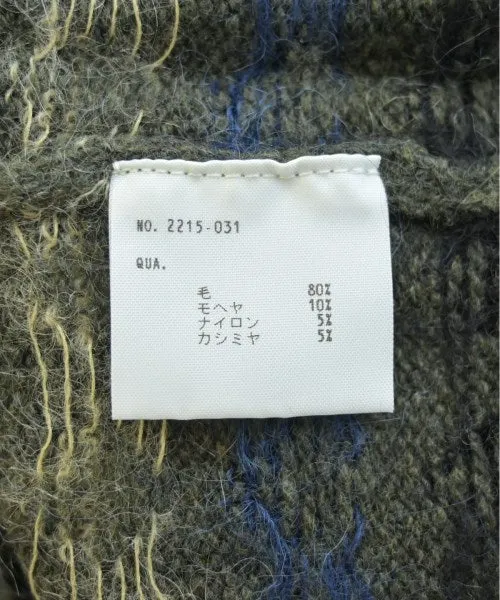 NO. 2215-031
QUA.
毛 80%
モヘヤ 10%
ナイロン 5%
カシミヤ 5%